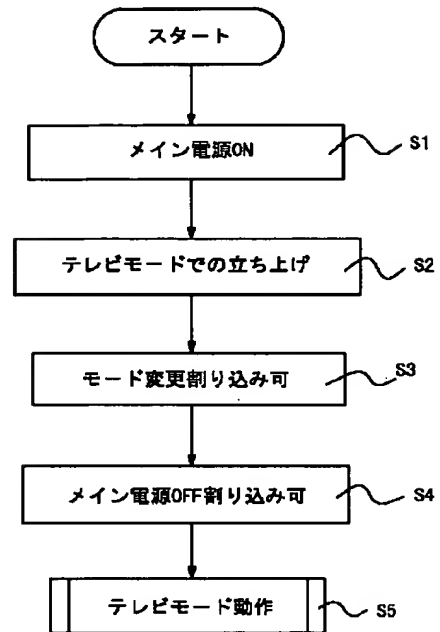 スタート
メイン電源ON
S1
テレビモードでの立ち上げ
S2
モード変更割り込み可
S3
メイン電源OFF割り込み可
S4
テレビモード動作
S5